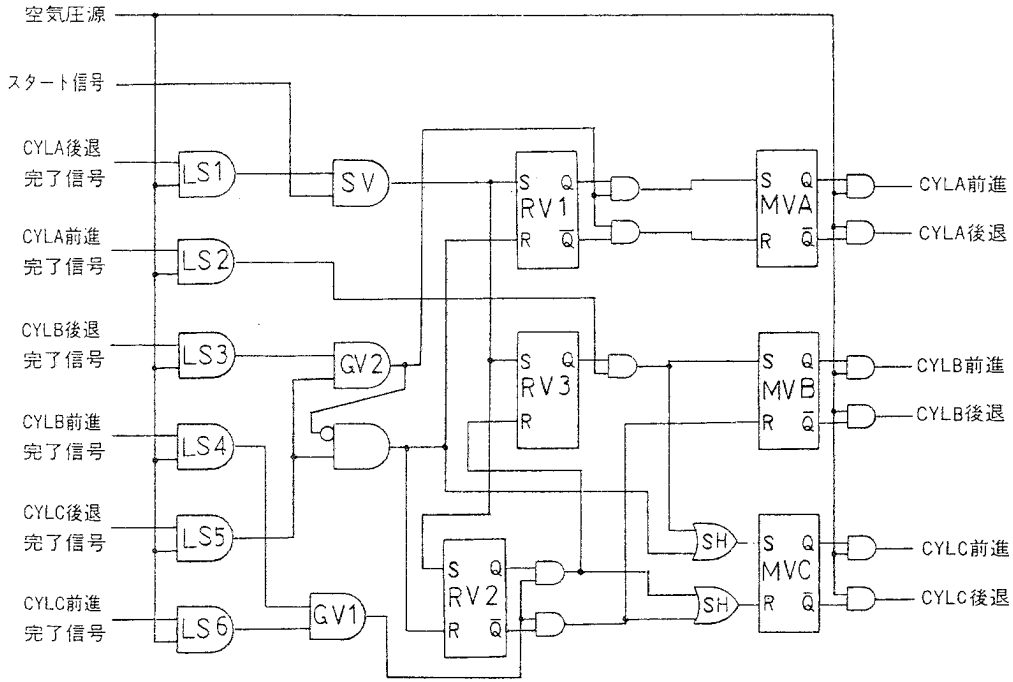 空気圧源
スタート信号
CYLA後退
完了信号
CYLA前進
完了信号
CYLB後退
完了信号
CYLB前進
完了信号
CYLC後退
完了信号
CYLC前進
完了信号
LS1
LS2
LS3
LS4
LS5
LS6
SV
GV2
GV1
S Q
RV1
R Q̅
S Q
RV3
R
S Q
RV2
R Q̅
SH
SH
S Q
MVA
R Q̅
S Q
MVB
R Q̅
S Q
MVC
R Q̅
CYLA前進
CYLA後退
CYLB前進
CYLB後退
CYLC前進
CYLC後退